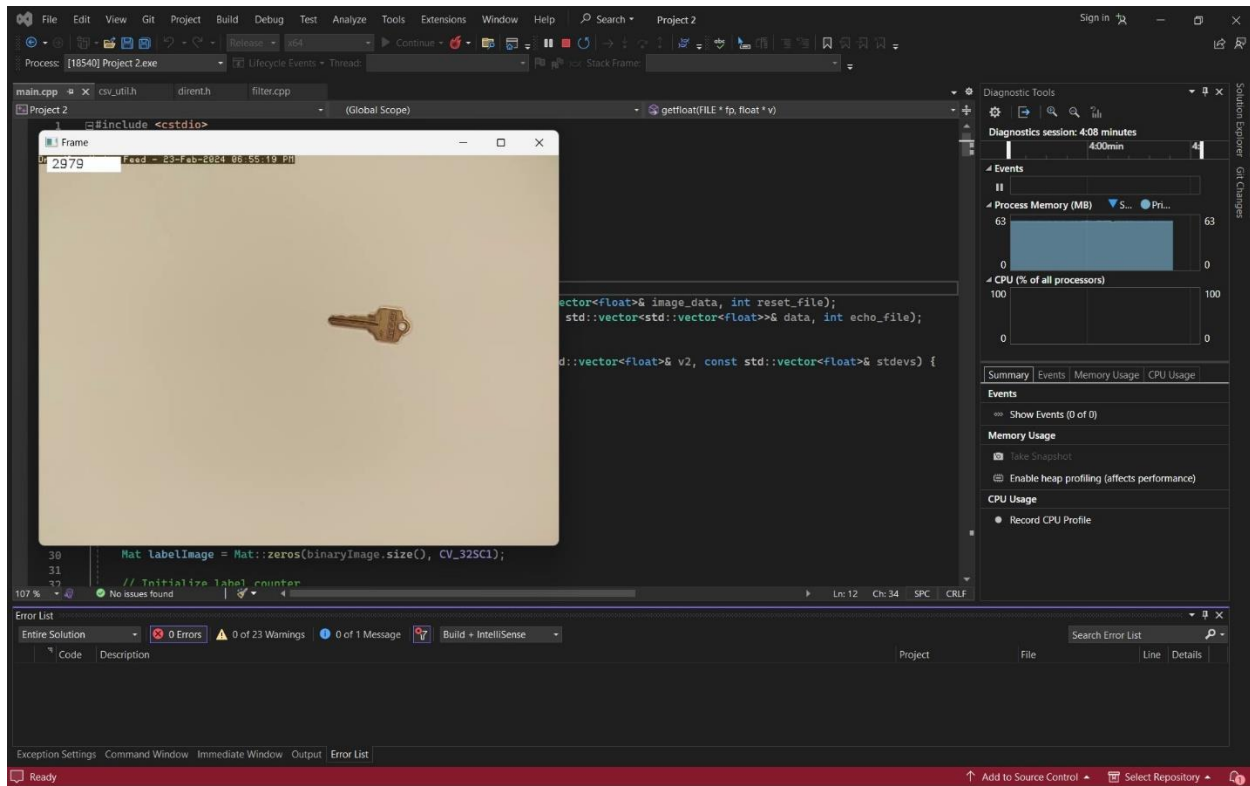 File Edit View Git Project Build Debug Test Analyze Tools Extensions Window Help Search Project 2 Sign in
Release x64 Continue
Process: [18540] Project 2.exe Lifecycle Events Thread: Stack Frame:
main.cpp csv_util.h dirent.h filter.cpp
Project 2 (Global Scope) getfloat(FILE * fp, float * v)
1 #include <cstdio>
Frame
Feed - 23-Feb-2024 06:55:19 PM
2979
ector<float>& image_data, int reset_file);
std::vector<std::vector<float>>& data, int echo_file);
d::vector<float>& v2, const std::vector<float>& stdevs) {
30 Mat labelImage = Mat::zeros(binaryImage.size(), CV_32SC1);
31
32 // Initialize label counter
107 % No issues found Ln: 12 Ch: 34 SPC CRLF
Diagnostic Tools
Diagnostics session: 4:08 minutes
4:00min
Events
Process Memory (MB) S... Pri...
63 63
0 0
CPU (% of all processors)
100 100
0 0
Summary Events Memory Usage CPU Usage
Events
Show Events (0 of 0)
Memory Usage
Take Snapshot
Enable heap profiling (affects performance)
CPU Usage
Record CPU Profile
Solution Explorer
Git Changes
Error List
Entire Solution 0 Errors 0 of 23 Warnings 0 of 1 Message Build + IntelliSense Search Error List
Code Description Project File Line Details
Exception Settings Command Window Immediate Window Output Error List
Ready Add to Source Control Select Repository